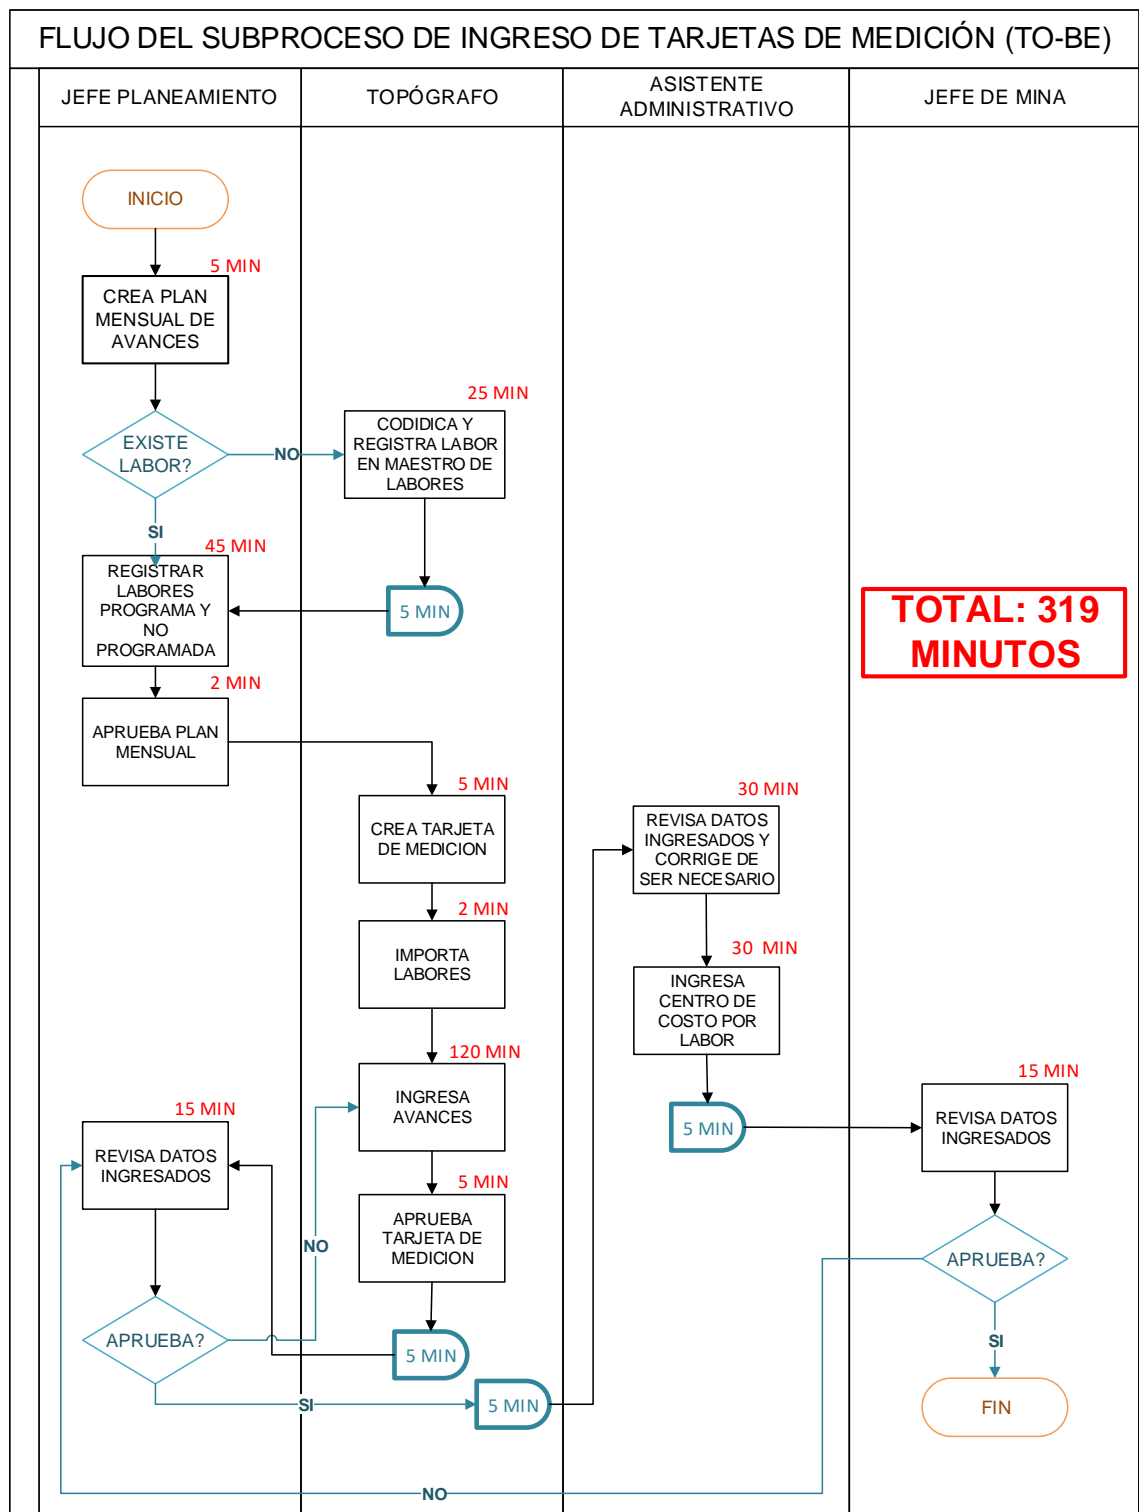 FLUJO DEL SUBPROCESO DE INGRESO DE TARJETAS DE MEDICIÓN (TO-BE)
JEFE PLANEAMIENTO
TOPÓGRAFO
ASISTENTE
ADMINISTRATIVO
JEFE DE MINA
INICIO
5 MIN
CREA PLAN
MENSUAL DE
AVANCES
EXISTE
LABOR?
NO
25 MIN
CODIDICA Y
REGISTRA LABOR
EN MAESTRO DE
LABORES
SI
45 MIN
REGISTRAR
LABORES
PROGRAMA Y
NO
PROGRAMADA
5 MIN
TOTAL: 319
MINUTOS
2 MIN
APRUEBA PLAN
MENSUAL
5 MIN
CREA TARJETA
DE MEDICION
2 MIN
IMPORTA
LABORES
120 MIN
INGRESA
AVANCES
5 MIN
APRUEBA
TARJETA DE
MEDICION
5 MIN
15 MIN
REVISA DATOS
INGRESADOS
APRUEBA?
NO
SI
5 MIN
30 MIN
REVISA DATOS
INGRESADOS Y
CORRIGE DE
SER NECESARIO
30 MIN
INGRESA
CENTRO DE
COSTO POR
LABOR
5 MIN
15 MIN
REVISA DATOS
INGRESADOS
APRUEBA?
SI
FIN
NO